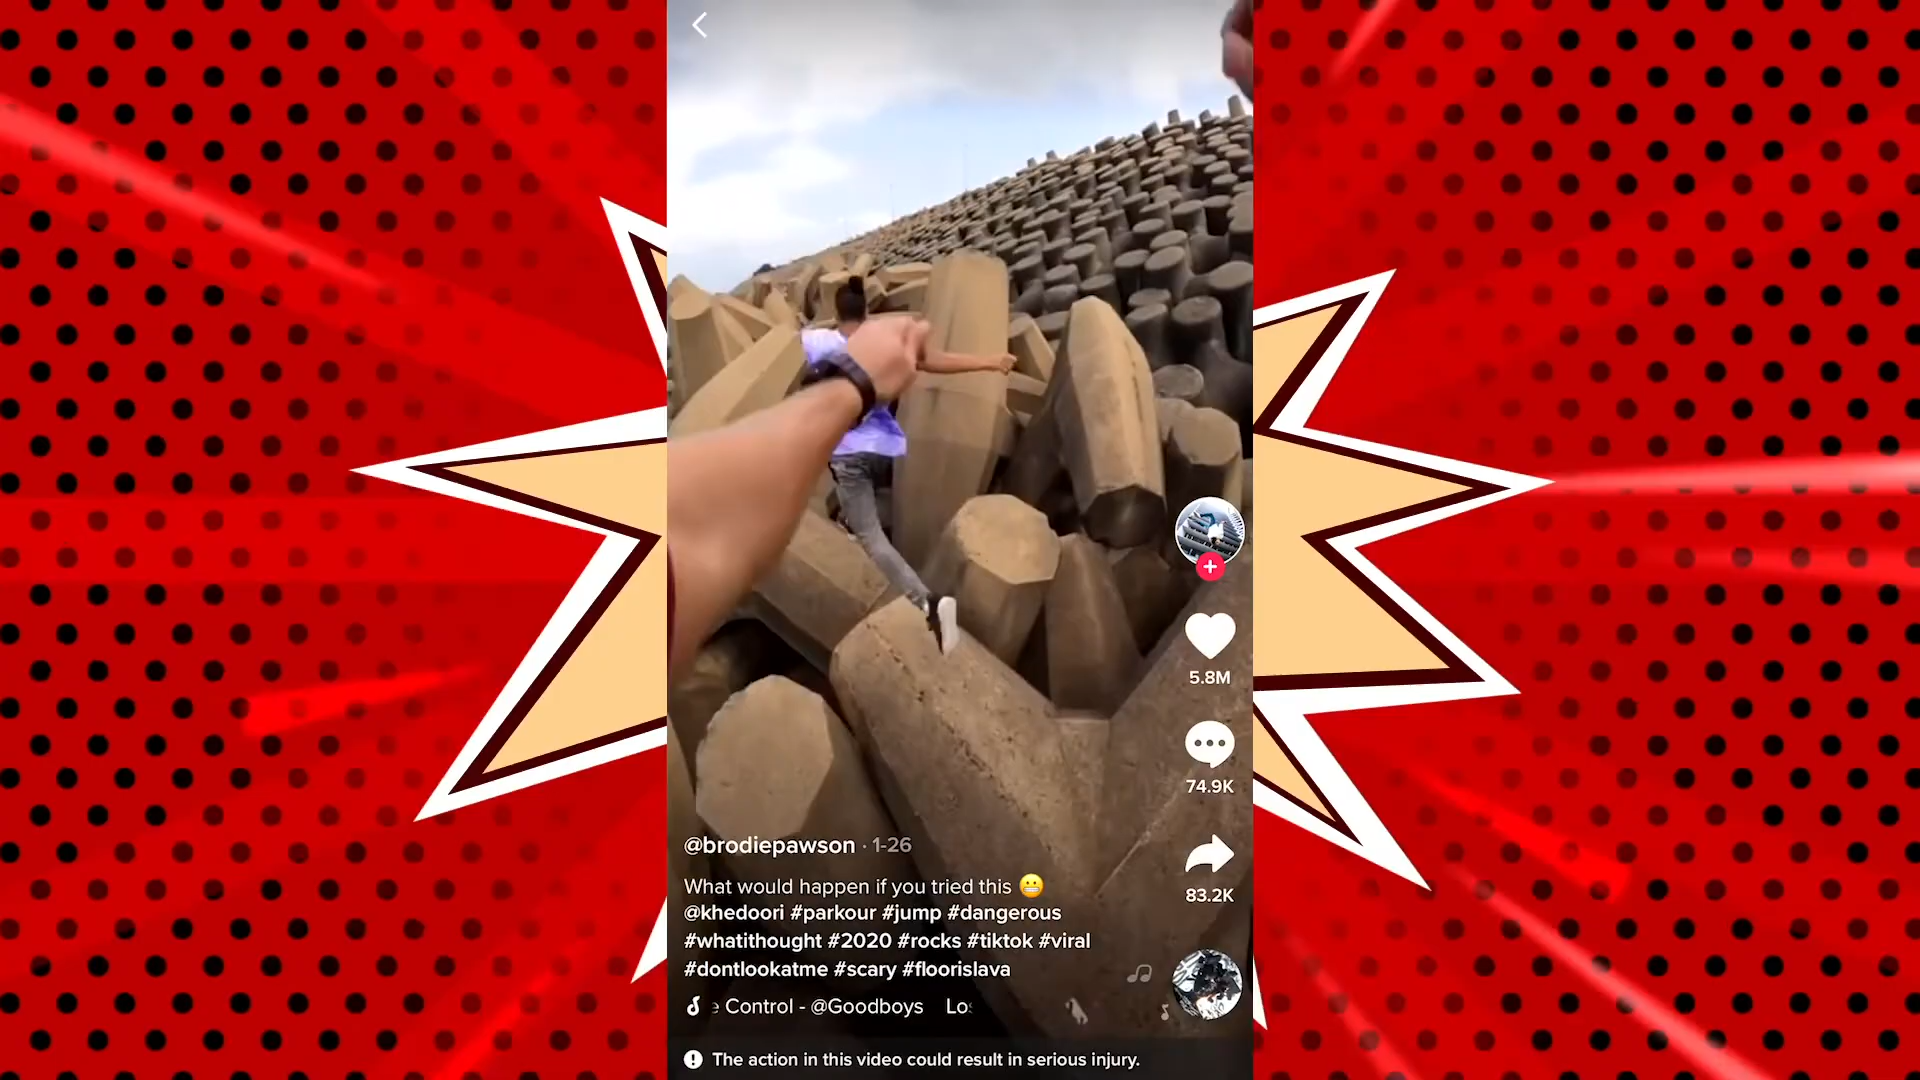 5.8M
74.9K
83.2K
@brodiepawson · 1-26
What would happen if you tried this 😬
@khedoori #parkour #jump #dangerous
#whatithought #2020 #rocks #tiktok #viral
#dontlookatme #scary #floorislava
e Control - @Goodboys Los
The action in this video could result in serious injury.